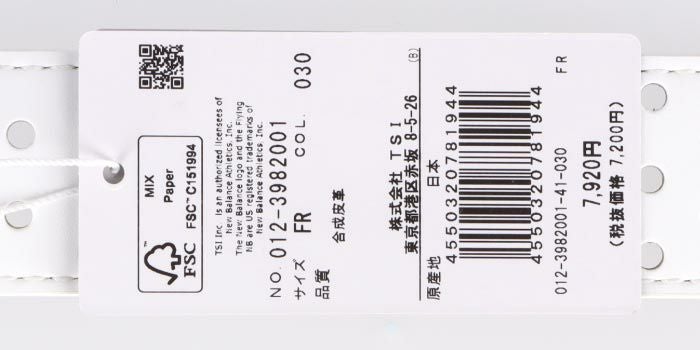 MIX
Paper
FSC™ C151994
FSC
TSI Inc. is an authorized licensees of
New Balance Athletics, Inc.
The New Balance logo and the Flying
NB are US registered trademarks of
New Balance Athletics, Inc.
NO. 012-3982001 COL. 030
サイズ FR
品質
合成皮革
株式会社 TSI
東京都港区赤坂 8-5-26 (B)
原産地 日本
4550320781944
4550320781944
012-3982001-41-030 FR
7,920円
(税抜価格 7,200円)